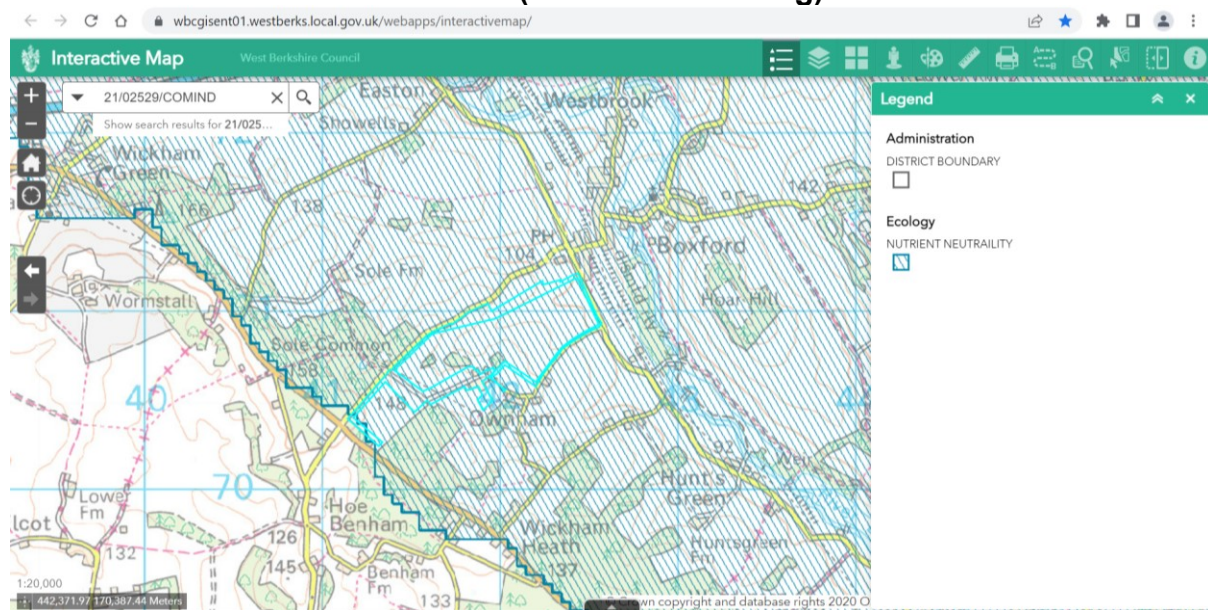 wbcgisent01.westberks.local.gov.uk/webapps/interactivemap/
Interactive Map
West Berkshire Council
21/02529/COMIND
Show search results for 21/025...
Legend
Administration
DISTRICT BOUNDARY
Ecology
NUTRIENT NEUTRAILITY
Easton
Westbrook
Showells
Wickham
Green
166
138
142
PH
104
Boxford
Sole Fm
Wormstall
Hoar Hill
Sole Common
158
40
148
Ownham
92
Weir
70
Hunt's
Green
Lower
Fm
Hoe
Benham
126
Wickham
Heath
Huntsgreen
Fm
lcot
132
145
137
Benham
Fm
133
1:20,000
442,371.97 170,387.44 Meters
Crown copyright and database rights 2020 O